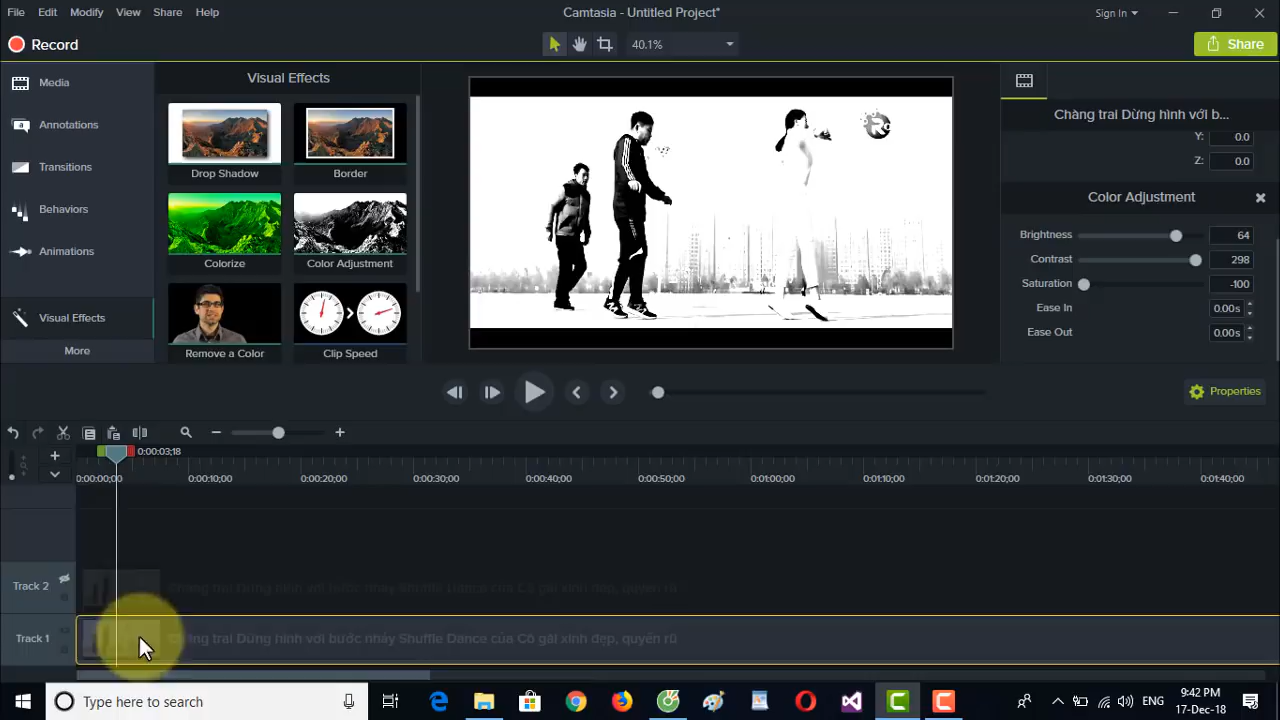 File Edit Modify View Share Help
Camtasia - Untitled Project*
Sign In
Record
40.1%
Share
Media
Annotations
Transitions
Behaviors
Animations
Visual Effects
More
Visual Effects
Drop Shadow
Border
Colorize
Color Adjustment
Remove a Color
Clip Speed
Chàng trai Dừng hình với b...
Y: 0.0
Z: 0.0
Color Adjustment
Brightness 64
Contrast 298
Saturation -100
Ease In 0.00s
Ease Out 0.00s
Properties
0:00:03;18
0:00:00;00 0:00:10;00 0:00:20;00 0:00:30;00 0:00:40;00 0:00:50;00 0:01:00;00 0:01:10;00 0:01:20;00 0:01:30;00 0:01:40;00
Track 2
Chàng trai Dừng hình với bước nhảy Shuffle Dance của Cô gái xinh đẹp, quyến rũ
Track 1
trai Dừng hình với bước nhảy Shuffle Dance của Cô gái xinh đẹp, quyến rũ
Type here to search
ENG
9:42 PM
17-Dec-18